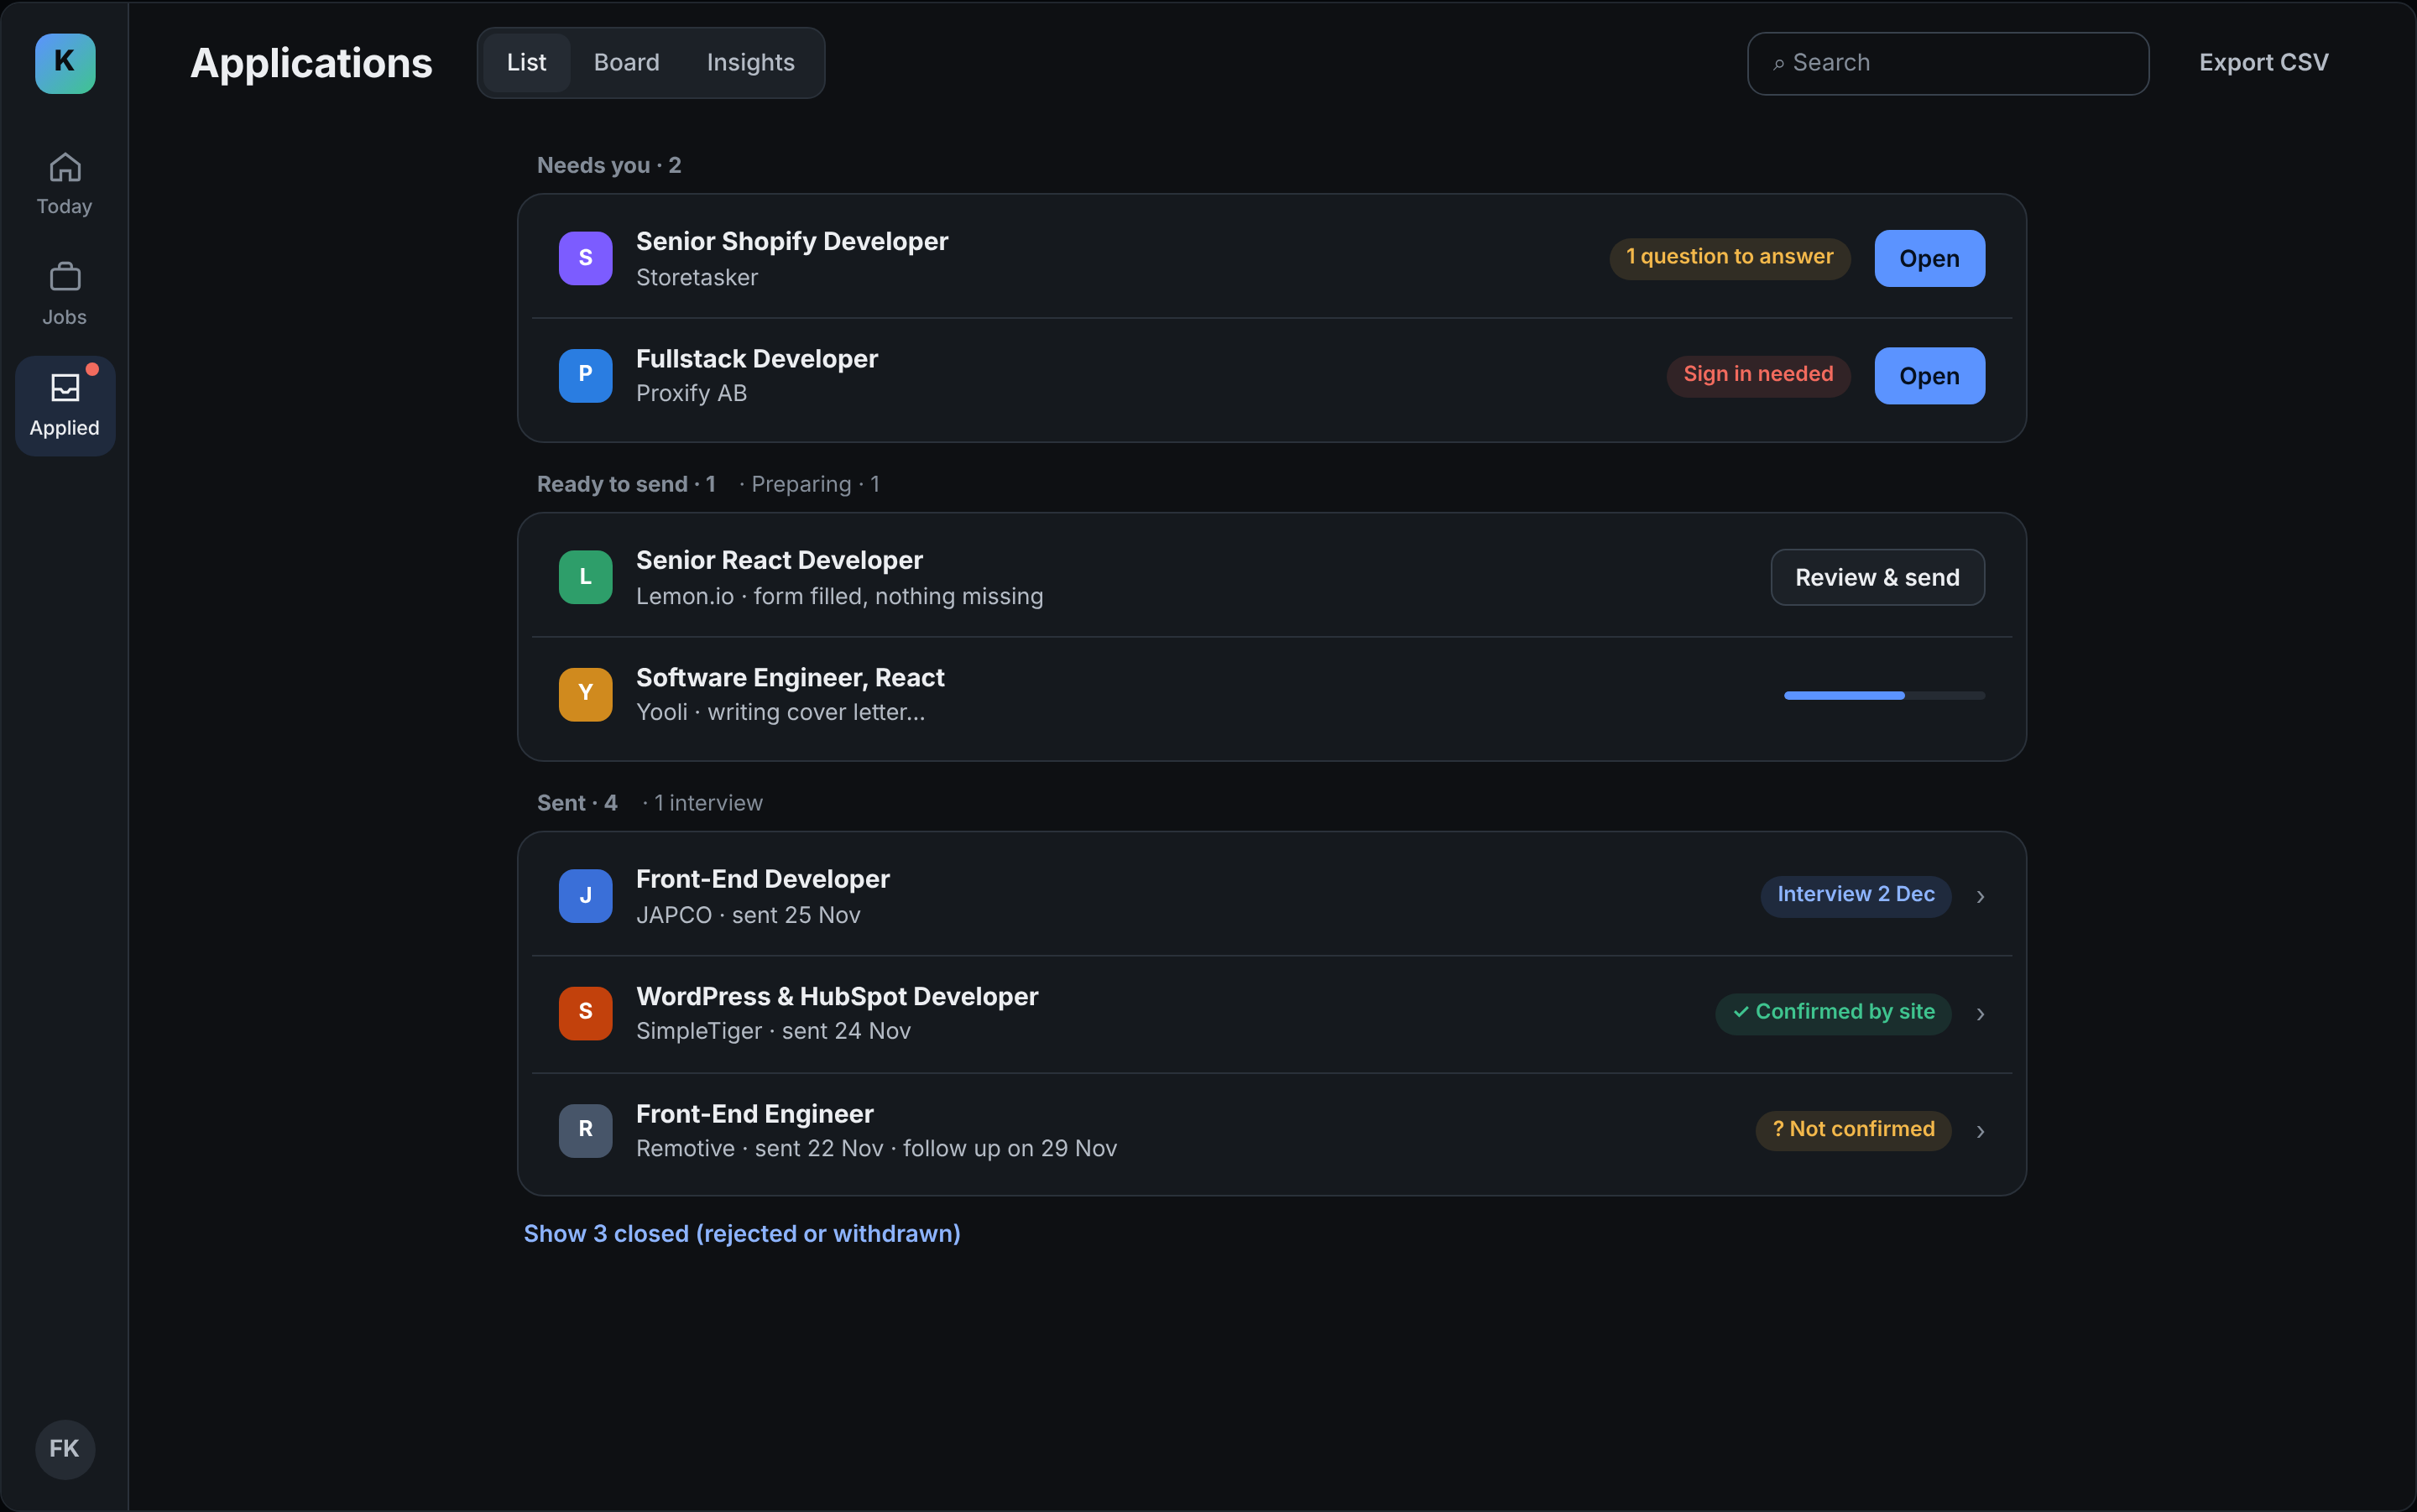 K
Applications
List
Board
Insights
Search
Export CSV
Today
Jobs
Applied
Needs you · 2
S
Senior Shopify Developer
Storetasker
1 question to answer
Open
P
Fullstack Developer
Proxify AB
Sign in needed
Open
Ready to send · 1 · Preparing · 1
L
Senior React Developer
Lemon.io · form filled, nothing missing
Review & send
Y
Software Engineer, React
Yooli · writing cover letter...
Sent · 4 · 1 interview
J
Front-End Developer
JAPCO · sent 25 Nov
Interview 2 Dec
S
WordPress & HubSpot Developer
SimpleTiger · sent 24 Nov
✓ Confirmed by site
R
Front-End Engineer
Remotive · sent 22 Nov · follow up on 29 Nov
? Not confirmed
Show 3 closed (rejected or withdrawn)
FK